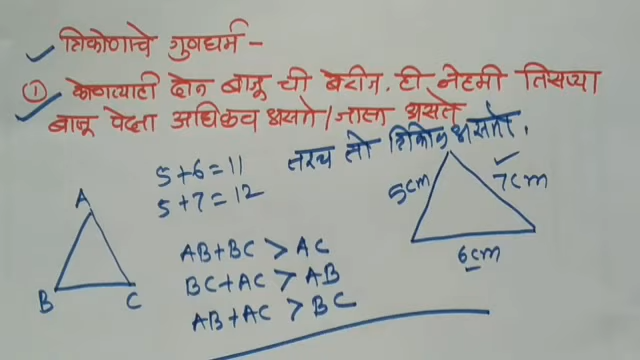 त्रिकोणाचे गुणधर्म -
① कोणत्याही दोन बाजू ची बेरीज ही नेहमी तिसऱ्या
बाजू पेक्षा अधिकच असते / जास्त असते
तरच तो त्रिकोण असतो.
5+6=11
5+7=12
AB+BC > AC
BC+AC > AB
AB+AC > BC
A
B
C
5cm
7cm
6cm